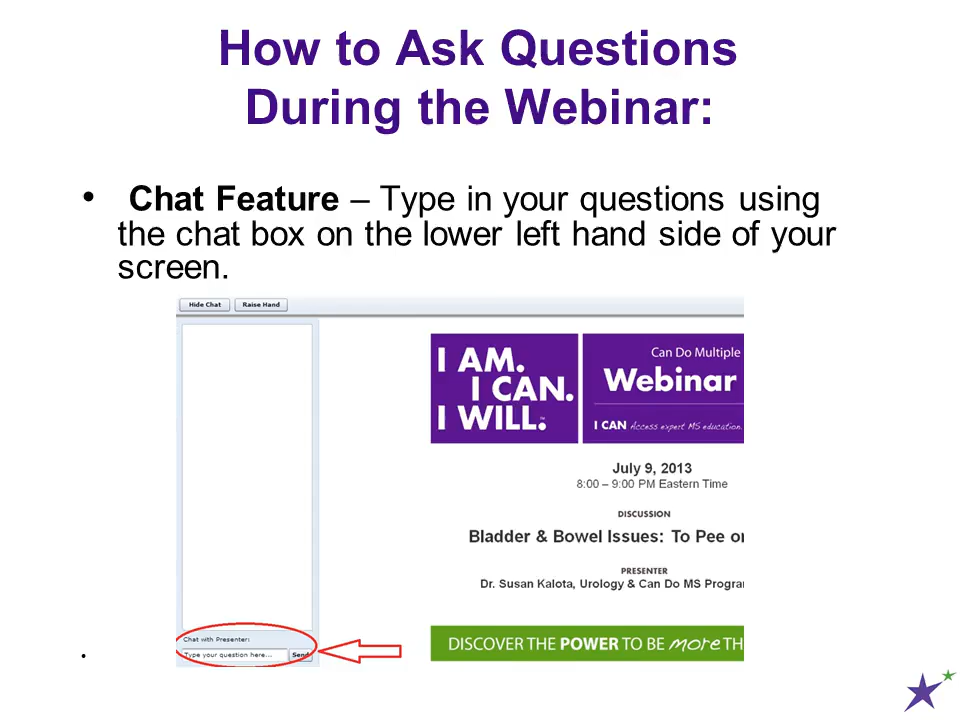 How to Ask Questions
During the Webinar:
• Chat Feature – Type in your questions using
the chat box on the lower left hand side of your
screen.
Hide Chat Raise Hand
I AM.
I CAN.
I WILL.™
Can Do Multiple
Webinar
I CAN Access expert MS education.
July 9, 2013
8:00 – 9:00 PM Eastern Time
DISCUSSION
Bladder & Bowel Issues: To Pee or
PRESENTER
Dr. Susan Kalota, Urology & Can Do MS Program
DISCOVER THE POWER TO BE more TH
Chat with Presenter:
Type your question here... Send
•